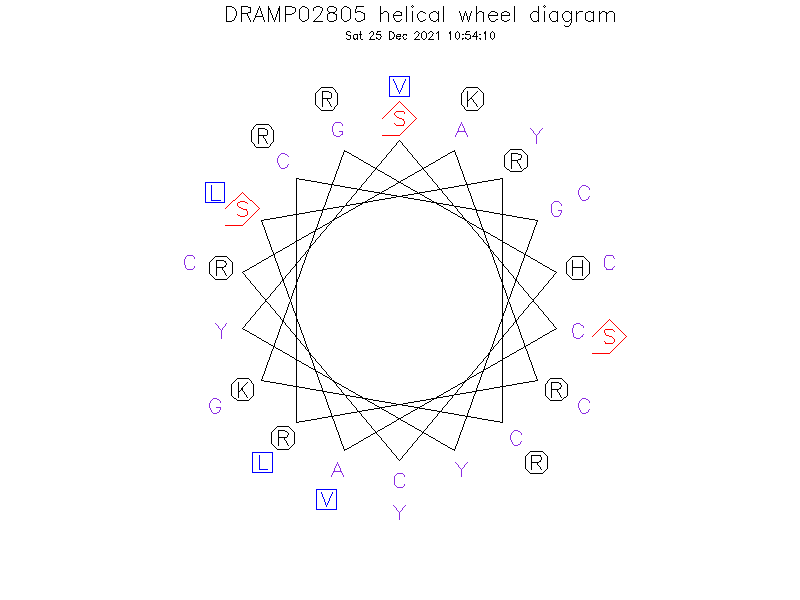 DRAMP02805 helical wheel diagram
Sat 25 Dec 2021 10:54:10
V
R K
S
G A
R Y
C R
L C
S G
C R H C
Y C S
G K R C
R C
L R
A Y
C
V
Y